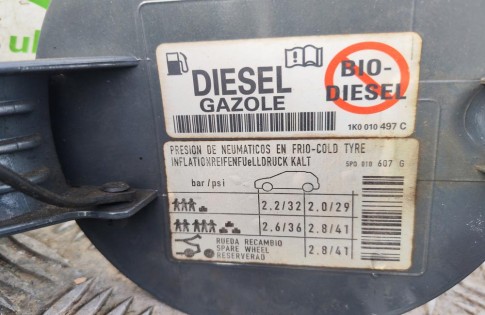 DIESEL
GAZOLE
BIO-
DIESEL
1K0 010 497 C
PRESION DE NEUMATICOS EN FRIO-COLD TYRE
INFLATIOXREIFENFUeLLDRUCK KALT
5P0 010 607 G
bar/psi
2.2/32 2.0/29
2.6/36 2.8/41
RUEDA RECAMBIO
SPARE WHEEL
RESERVERAD
2.8/41